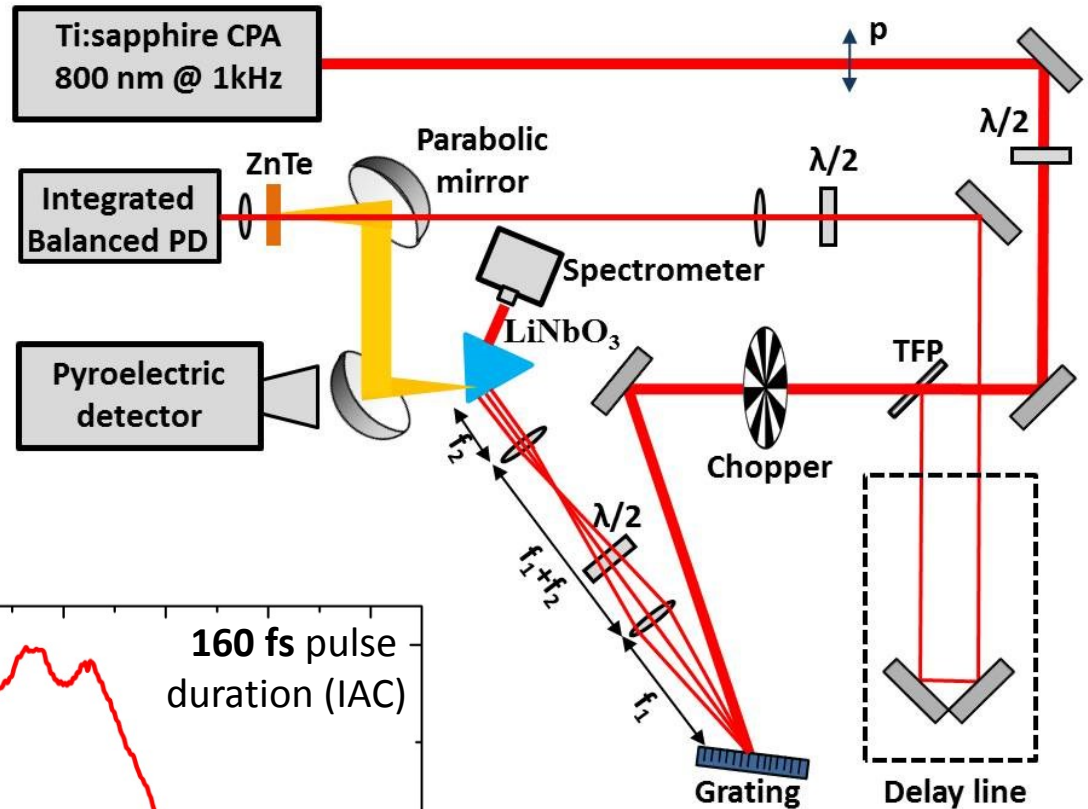 Ti:sapphire CPA
800 nm @ 1kHz
p
λ/2
Parabolic
mirror
ZnTe
λ/2
Integrated
Balanced PD
Spectrometer
LiNbO3
TFP
Pyroelectric
detector
Chopper
f2
λ/2
f1+f2
f1
160 fs pulse
duration (IAC)
Grating
Delay line